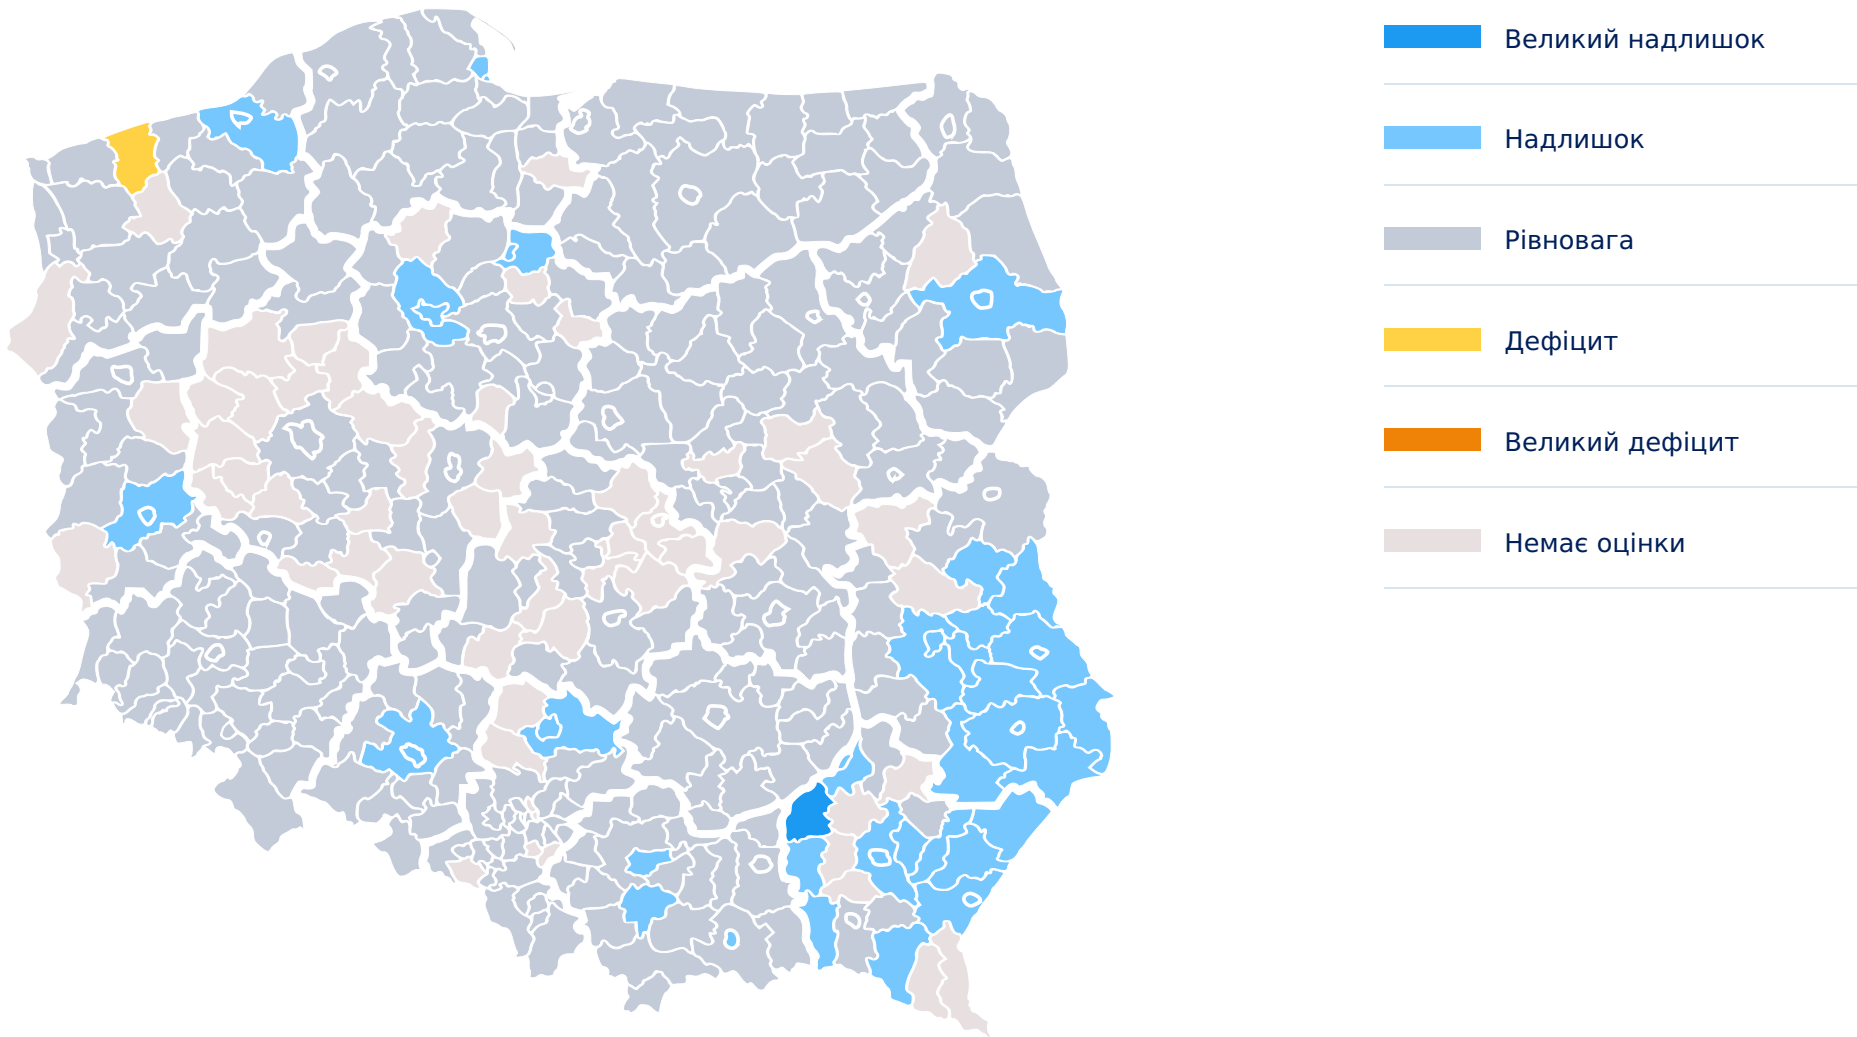 Великий надлишок
Надлишок
Рівновага
Дефіцит
Великий дефіцит
Немає оцінки